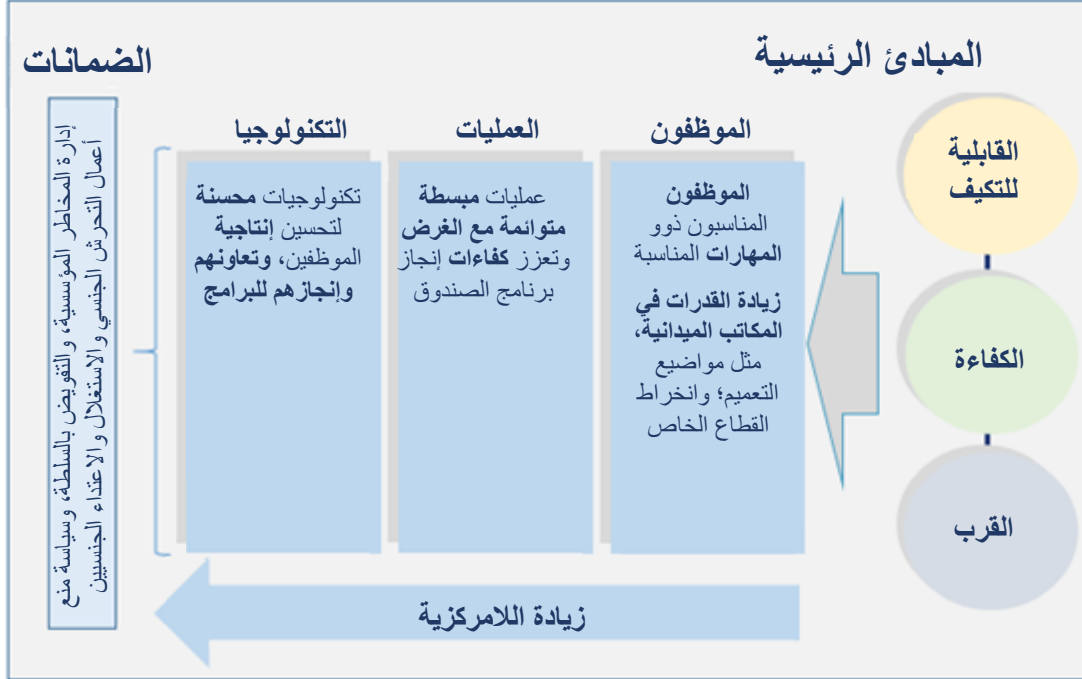 المبادئ الرئيسية
القابلية
للتكيف
الكفاءة
القرب
الموظفون
الموظفون
المناسبون ذوو
المهارات المناسبة
زيادة القدرات في
المكاتب الميدانية،
مثل مواضيع
التعميم؛ وانخراط
القطاع الخاص
العمليات
عمليات مبسطة
متوائمة مع الغرض
وتعزز كفاءات إنجاز
برنامج الصندوق
التكنولوجيا
تكنولوجيات محسنة
لتحسين إنتاجية
الموظفين، وتعاونهم
وإنجازهم للبرامج
زيادة اللامركزية
الضمانات
إدارة المخاطر المؤسسية، والتفويض بالسلطة، وسياسة منع
أعمال التحرش الجنسي والاستغلال والاعتداء الجنسيين